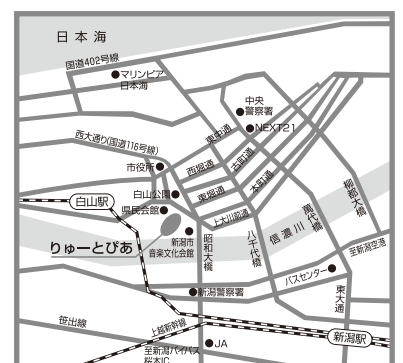 日本海
国道402号線
マリンピア
日本海
中央
警察署
NEXT21
東中通
西大通り(国道116号線)
市役所
西堀通
古町通
東堀通
本町通
白山公園
白山駅
県民会館
上大川前通
柳都大橋
萬代橋
信濃川
りゅーとぴあ
新潟市
音楽文化会館
昭和大橋
八千代橋
至新潟空港
バスセンター
東大通
新潟警察署
笹出線
上越新幹線
新潟駅
至新潟バイパス
桜木IC
JA